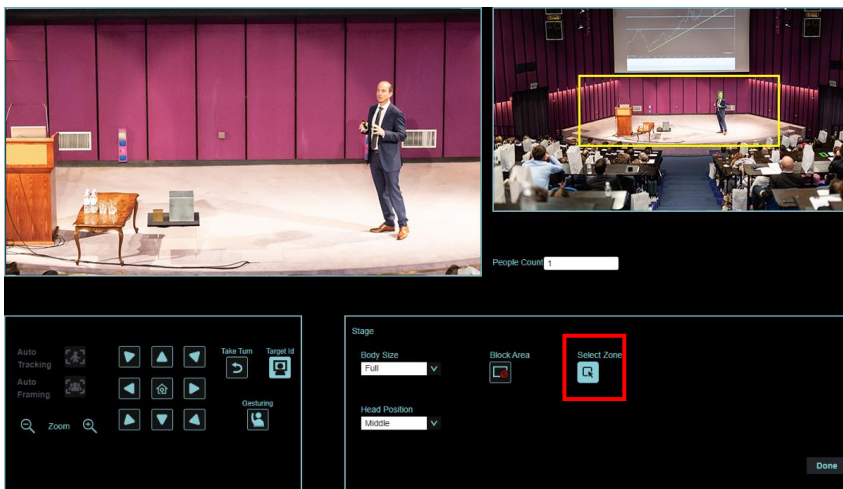 People Count 1
Auto
Tracking
Auto
Framing
Zoom
Take Turn
Target Id
Gesturing
Stage
Body Size
Full
Block Area
Select Zone
Head Position
Middle
Done